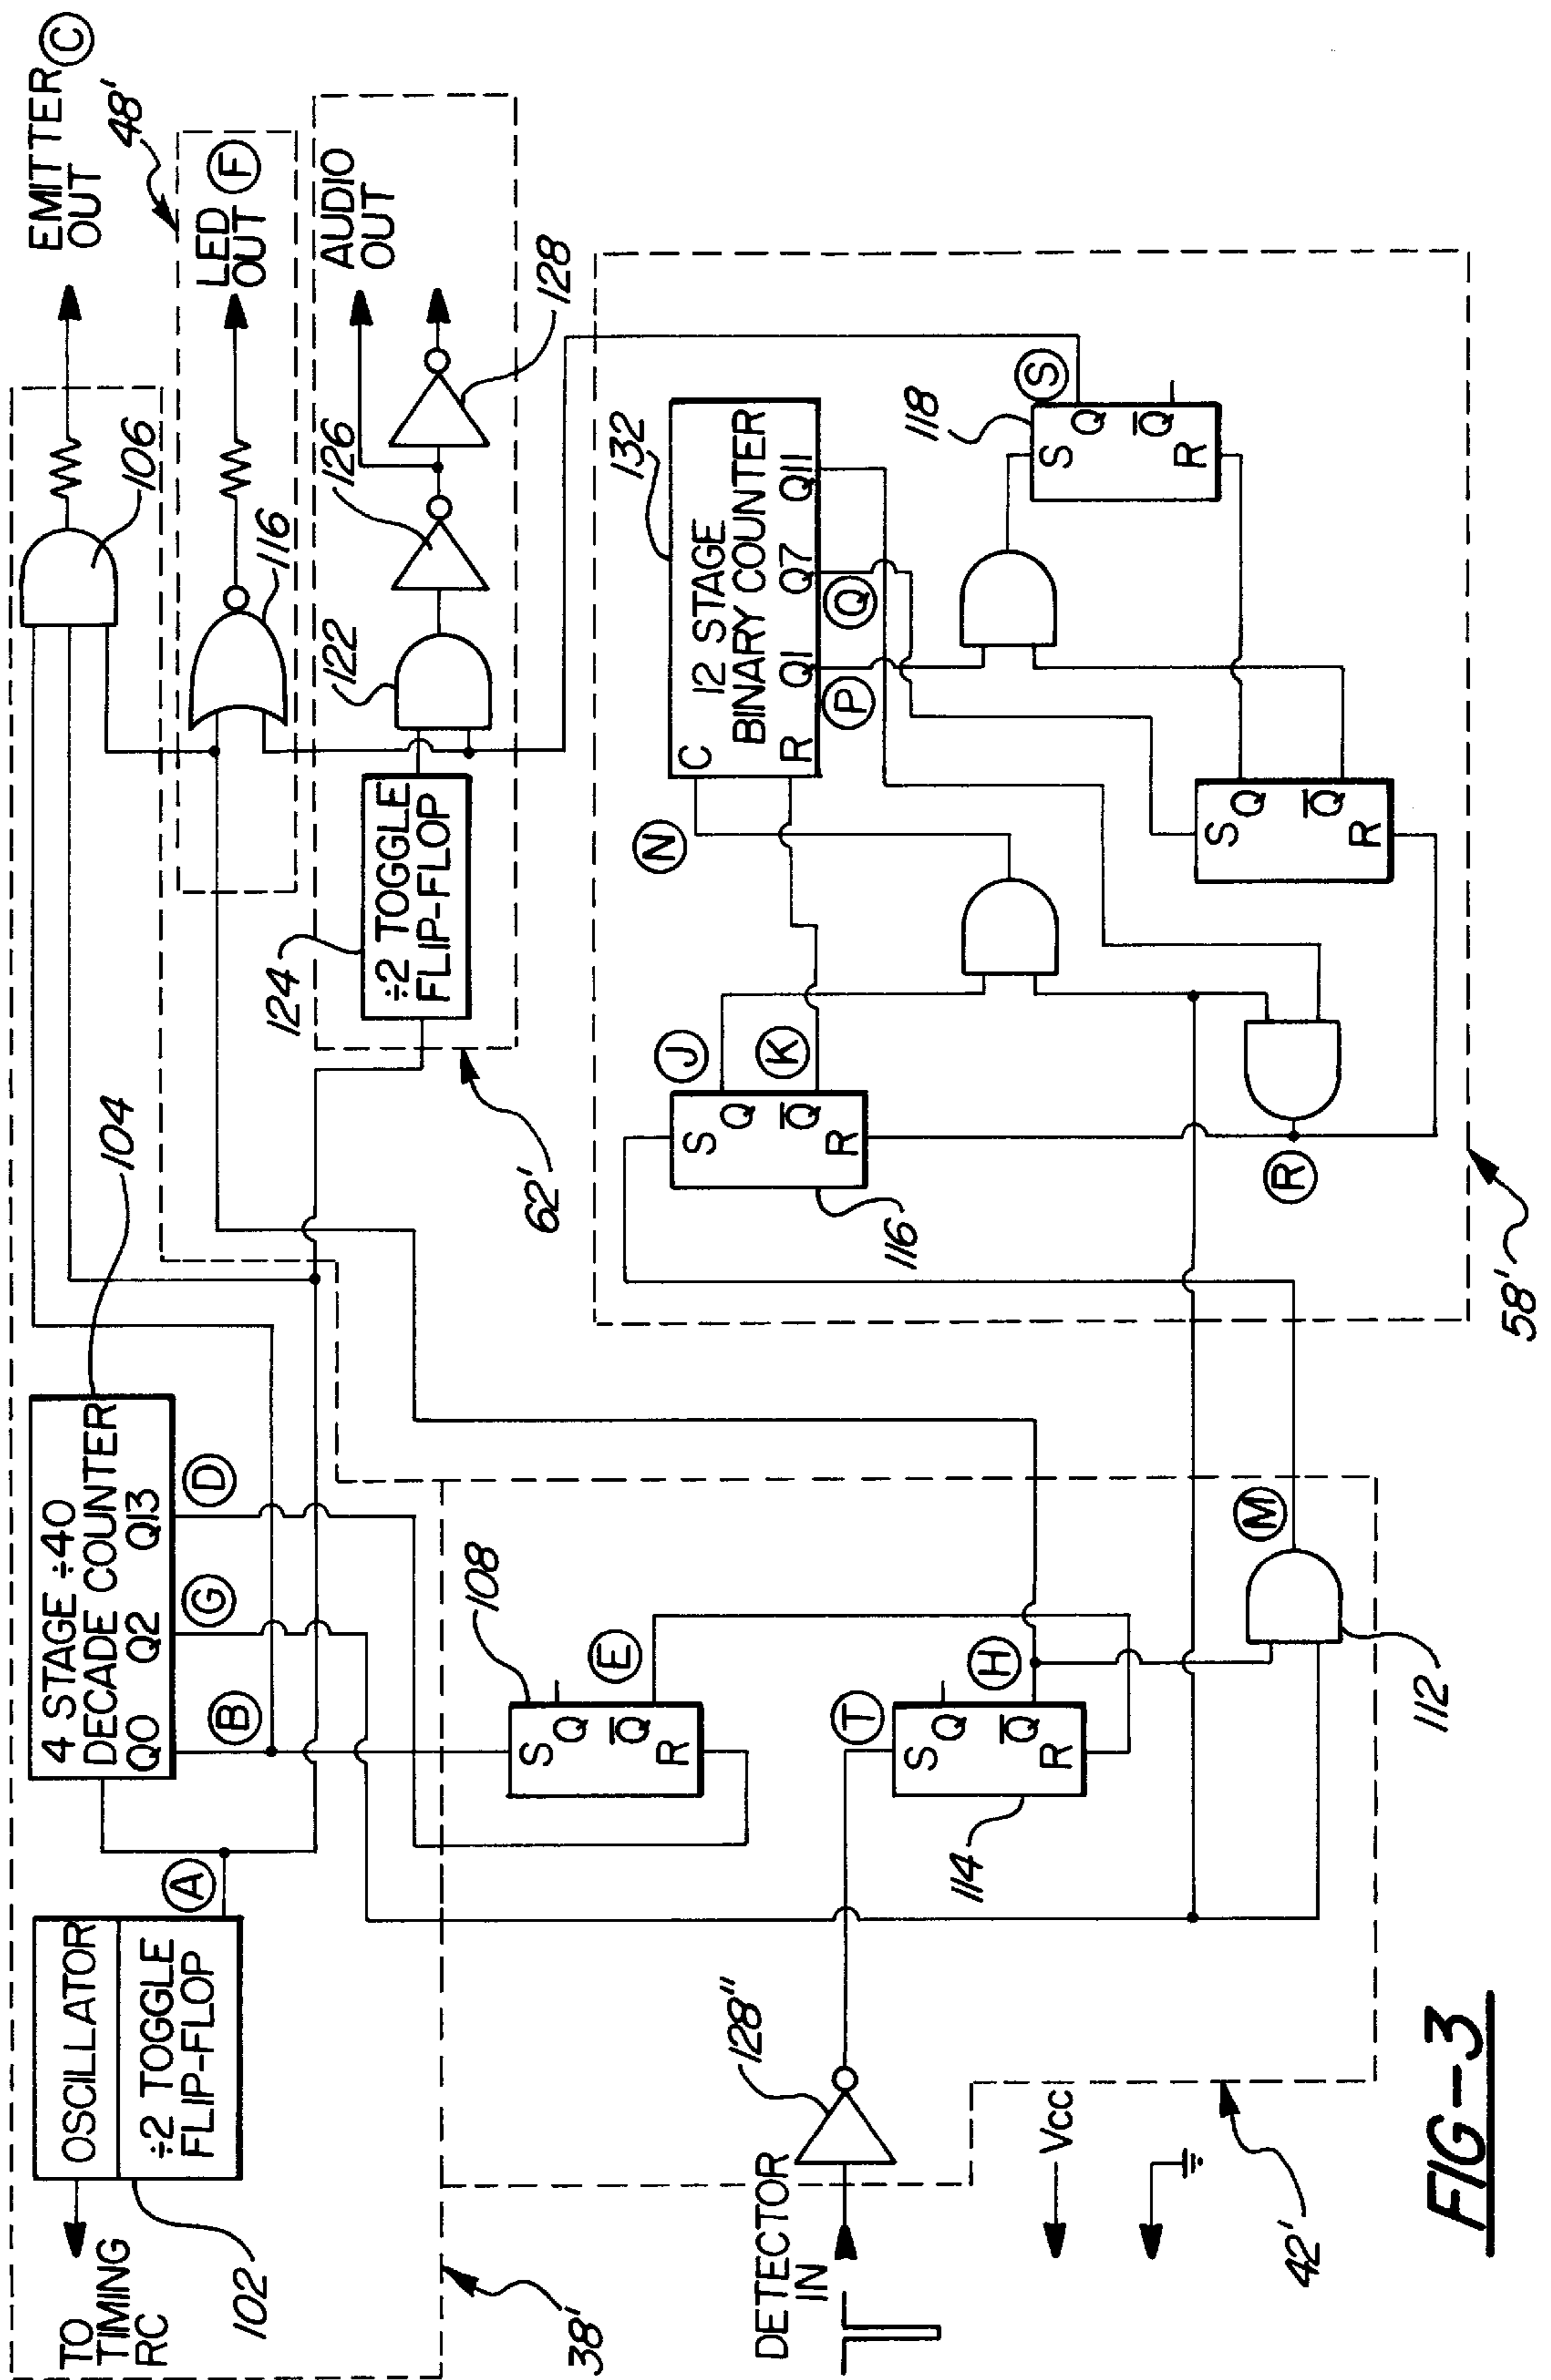 TO
TIMING
RC
OSCILLATOR
÷2 TOGGLE
FLIP-FLOP
102
A
4 STAGE ÷40
DECADE COUNTER
Q0 Q2 Q13
B
G
D
104
106
EMITTER
OUT
C
48'
116
LED
OUT
F
124
÷2 TOGGLE
FLIP-FLOP
122
126
128
AUDIO
OUT
62'
38'
DETECTOR
IN
128"
108
S
Q
Q̅
R
E
T
S
Q
Q̅
R
H
114
M
112
42'
Vcc
J
K
S
Q
Q̅
R
116
N
132
C
12 STAGE
BINARY COUNTER
R
Q1 Q7 Q11
P
Q
118
S
S
Q
Q̅
R
S
Q
Q̅
R
R
58'
FIG-3